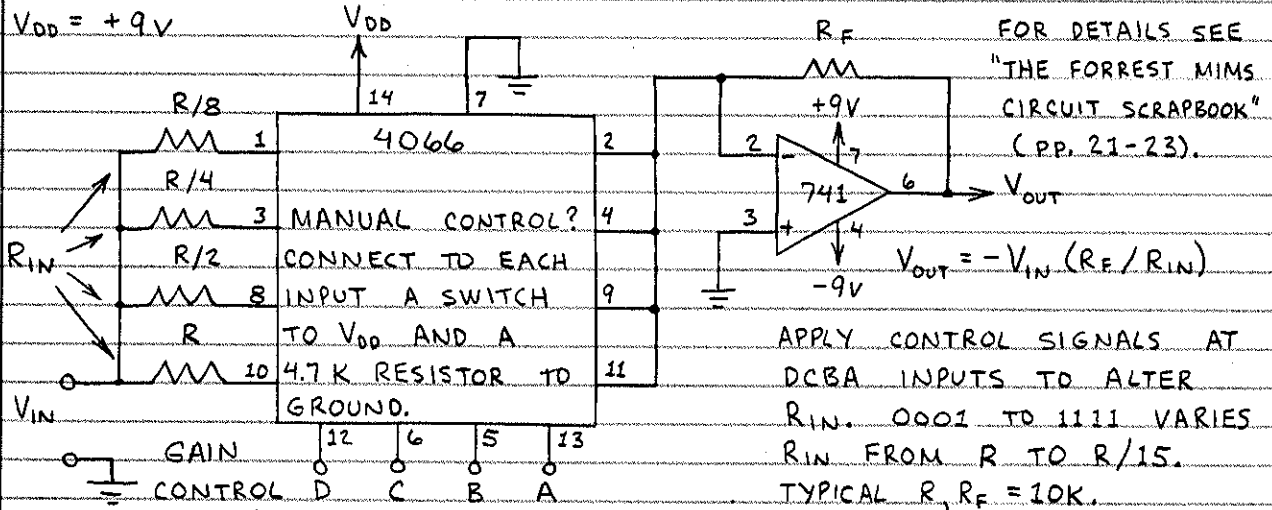 VDD = +9V
VDD
RF
FOR DETAILS SEE
"THE FORREST MIMS
CIRCUIT SCRAPBOOK"
(PP. 21-23).
14
7
+9V
R/8
1
4066
2
2
-
7
741
6
VOUT
R/4
3
MANUAL CONTROL?
4
3
+
4
-9V
VOUT = -VIN (RF/RIN)
RIN
R/2
8
CONNECT TO EACH
INPUT A SWITCH
9
R
10
TO VDD AND A
4.7K RESISTOR TO
GROUND.
11
VIN
APPLY CONTROL SIGNALS AT
DCBA INPUTS TO ALTER
RIN. 0001 TO 1111 VARIES
RIN FROM R TO R/15.
TYPICAL R, RF = 10K.
12
6
5
13
GAIN
CONTROL D C B A